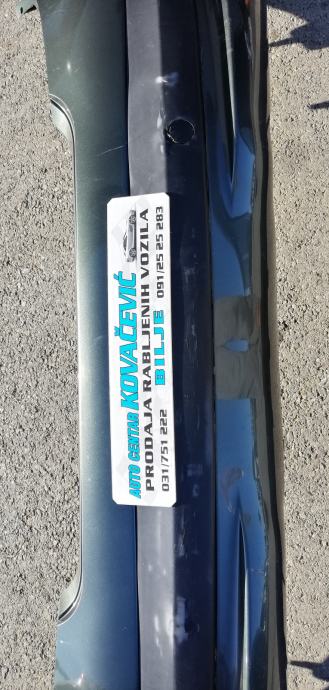 AUTO CENTAR KOVAČEVIĆ
PRODAJA RABLJENIH VOZILA
031/751 222 BILJE 091/25 25 283